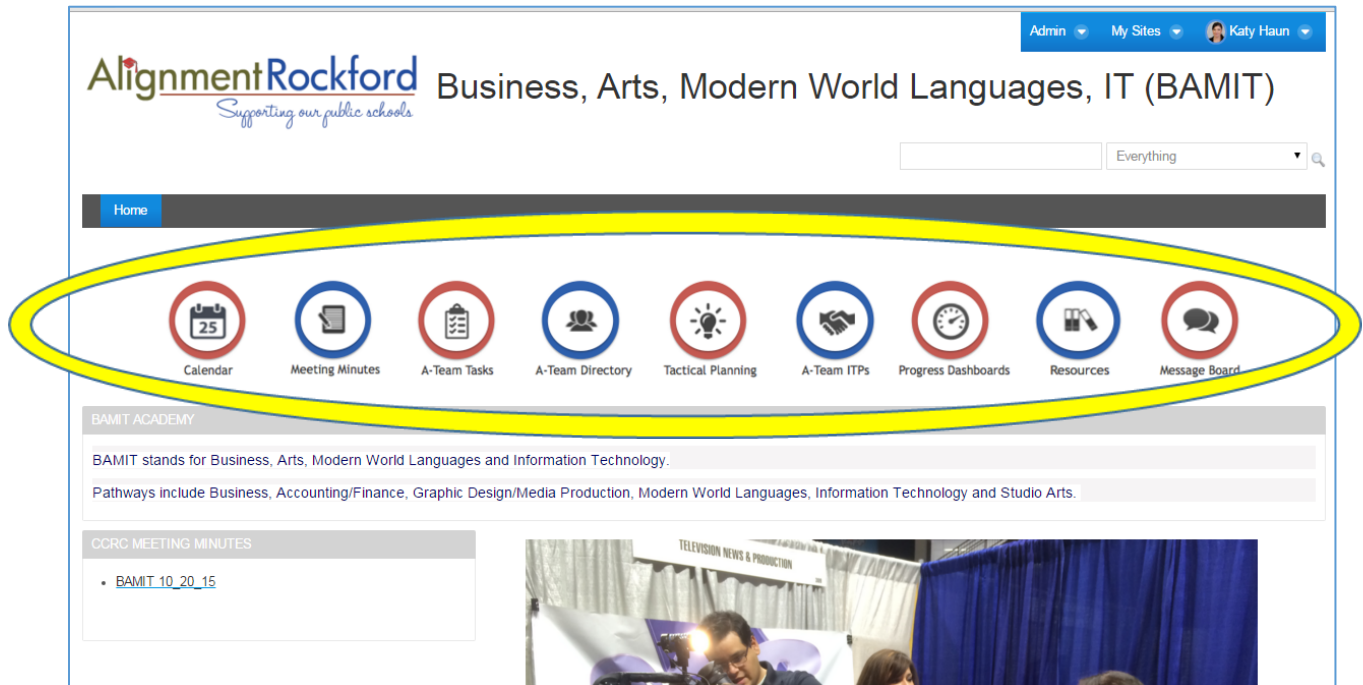 Admin My Sites Katy Haun
AlignmentRockford
Supporting our public schools
Business, Arts, Modern World Languages, IT (BAMIT)
Everything
Home
25
Calendar Meeting Minutes A-Team Tasks A-Team Directory Tactical Planning A-Team ITPs Progress Dashboards Resources Message Board
BAMIT ACADEMY
BAMIT stands for Business, Arts, Modern World Languages and Information Technology.
Pathways include Business, Accounting/Finance, Graphic Design/Media Production, Modern World Languages, Information Technology and Studio Arts.
CCRC MEETING MINUTES
BAMIT 10_20_15
TELEVISION NEWS & PRODUCTION